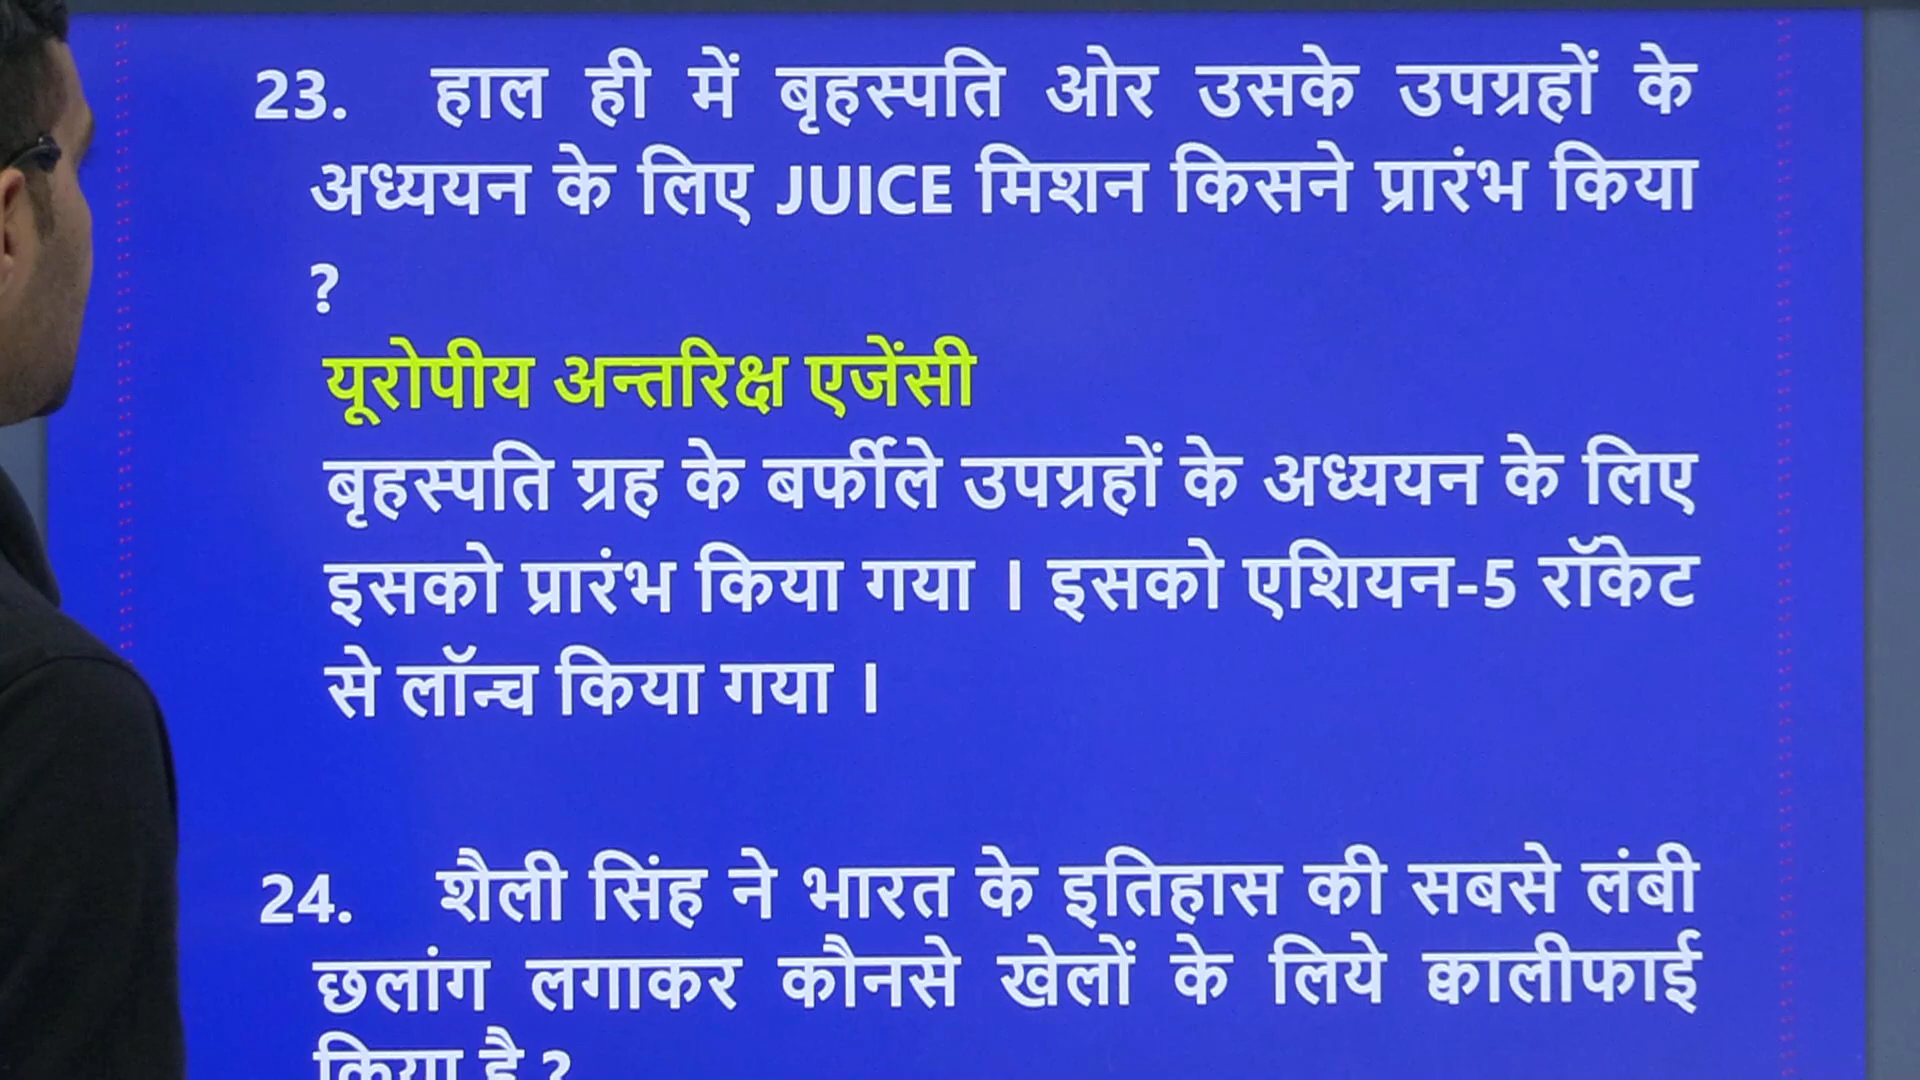 23. हाल ही में बृहस्पति ओर उसके उपग्रहों के
अध्ययन के लिए JUICE मिशन किसने प्रारंभ किया
?
यूरोपीय अन्तरिक्ष एजेंसी
बृहस्पति ग्रह के बर्फीले उपग्रहों के अध्ययन के लिए
इसको प्रारंभ किया गया । इसको एशियन-5 रॉकेट
से लॉन्च किया गया ।
24. शैली सिंह ने भारत के इतिहास की सबसे लंबी
छलांग लगाकर कौनसे खेलों के लिये क्वालीफाई
किया है ?